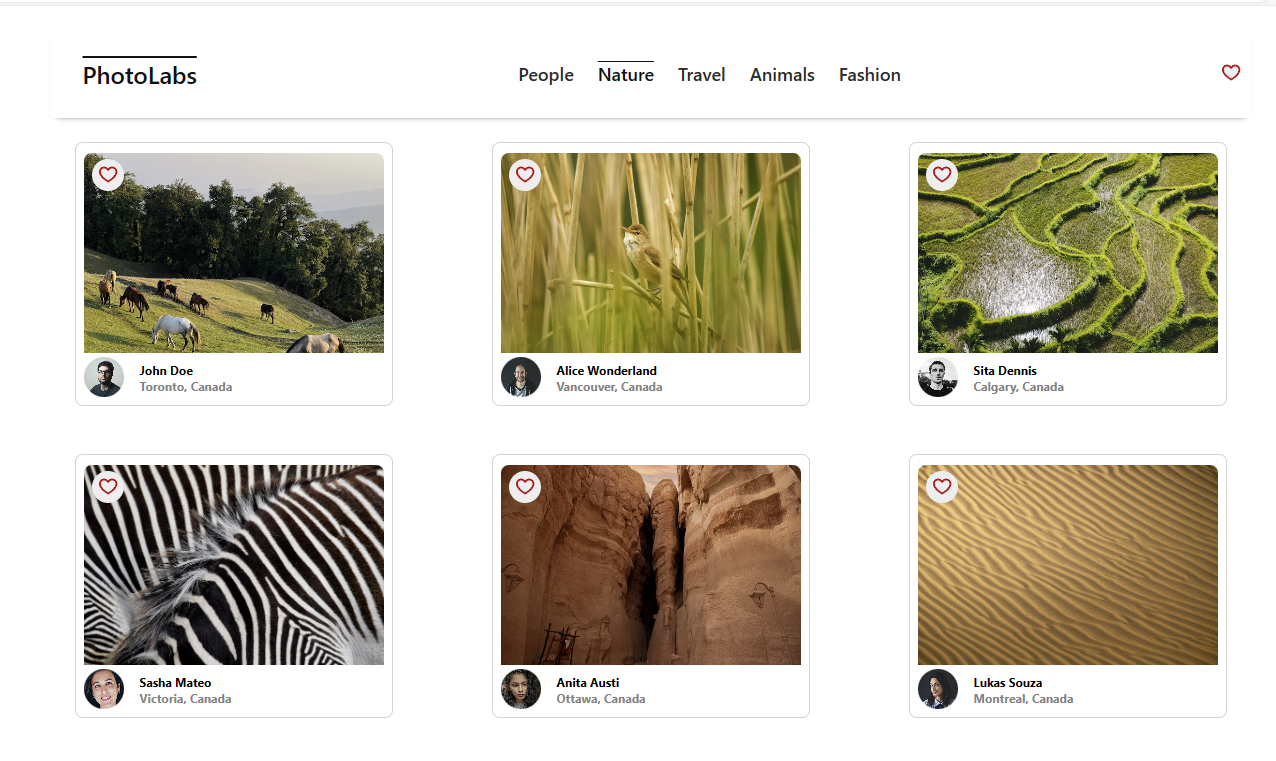 PhotoLabs
People Nature Travel Animals Fashion
John Doe
Toronto, Canada
Alice Wonderland
Vancouver, Canada
Sita Dennis
Calgary, Canada
Sasha Mateo
Victoria, Canada
Anita Austi
Ottawa, Canada
Lukas Souza
Montreal, Canada